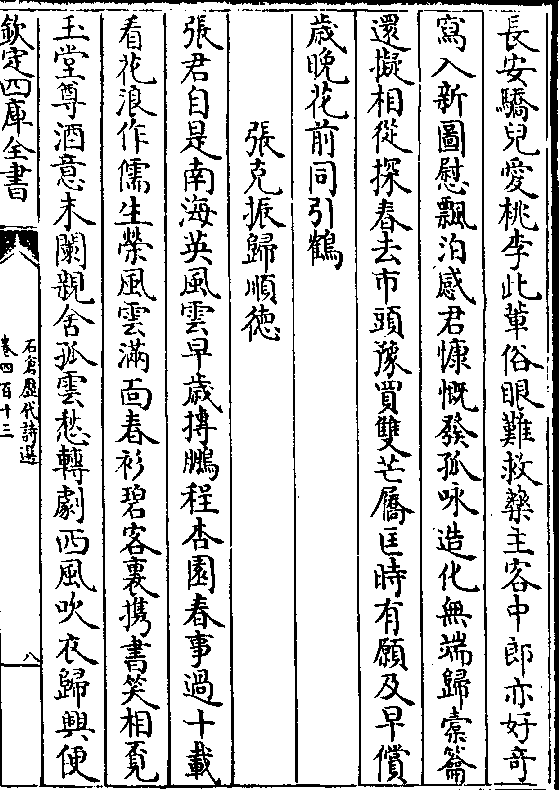 長安驕兒愛桃李此輩俗眼難救藥主客中郎亦好奇
寫入新圖慰飄泊感君慷慨發孤咏造化無端歸橐籥
還擬相從探春去市頭豫買雙芒屩匡時有願及早償
歲晩花前同引鶴
張克振歸順徳
張君自是南海英風雲早歳摶鵬程杏園春事過十載
看花浪作儒生榮風雲滿面春衫碧客裏携書笑相覔
玉堂尊酒意未闌親舍孤雲愁轉劇西風吹衣歸興便
欽定四庫全書
石倉歴代詩選
卷四百十三
八